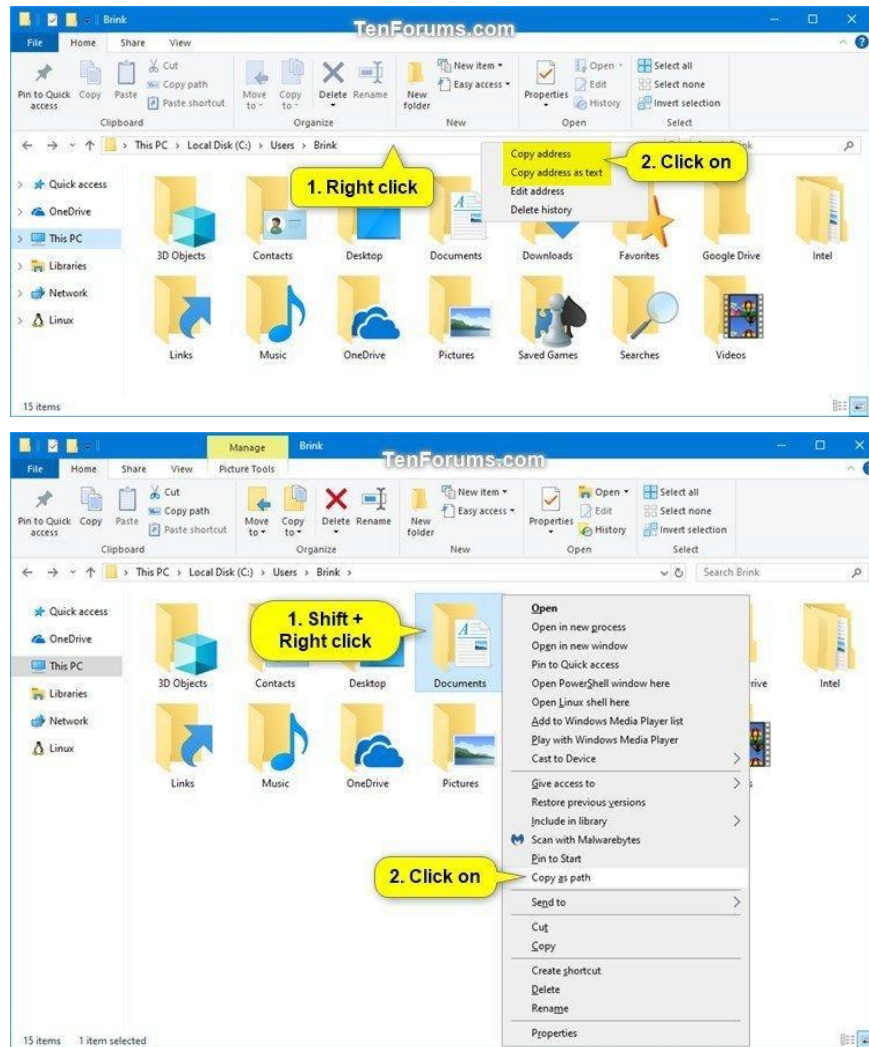 Brink
TenForums.com
File Home Share View
Pin to Quick access
Copy
Paste
Cut
Copy path
Paste shortcut
Move to
Copy to
Delete
Rename
New folder
New item
Easy access
Properties
Open
Edit
History
Select all
Select none
Invert selection
Clipboard Organize New Open Select
This PC > Local Disk (C:) > Users > Brink
1. Right click
Copy address
Copy address as text
Edit address
Delete history
2. Click on
Quick access
OneDrive
This PC
Libraries
Network
Linux
3D Objects Contacts Desktop Documents Downloads Favorites Google Drive Intel
Links Music OneDrive Pictures Saved Games Searches Videos
15 items
Manage Brink
TenForums.com
File Home Share View Picture Tools
Pin to Quick access
Copy
Paste
Cut
Copy path
Paste shortcut
Move to
Copy to
Delete
Rename
New folder
New item
Easy access
Properties
Open
Edit
History
Select all
Select none
Invert selection
Clipboard Organize New Open Select
This PC > Local Disk (C:) > Users > Brink >
Search Brink
1. Shift +
Right click
Quick access
OneDrive
This PC
Libraries
Network
Linux
3D Objects Contacts Desktop Documents Intel
Links Music OneDrive Pictures
Open
Open in new process
Open in new window
Pin to Quick access
Open PowerShell window here
Open Linux shell here
Add to Windows Media Player list
Play with Windows Media Player
Cast to Device
Give access to
Restore previous versions
Include in library
Scan with Malwarebytes
Pin to Start
2. Click on
Copy as path
Send to
Cut
Copy
Create shortcut
Delete
Rename
Properties
15 items 1 item selected